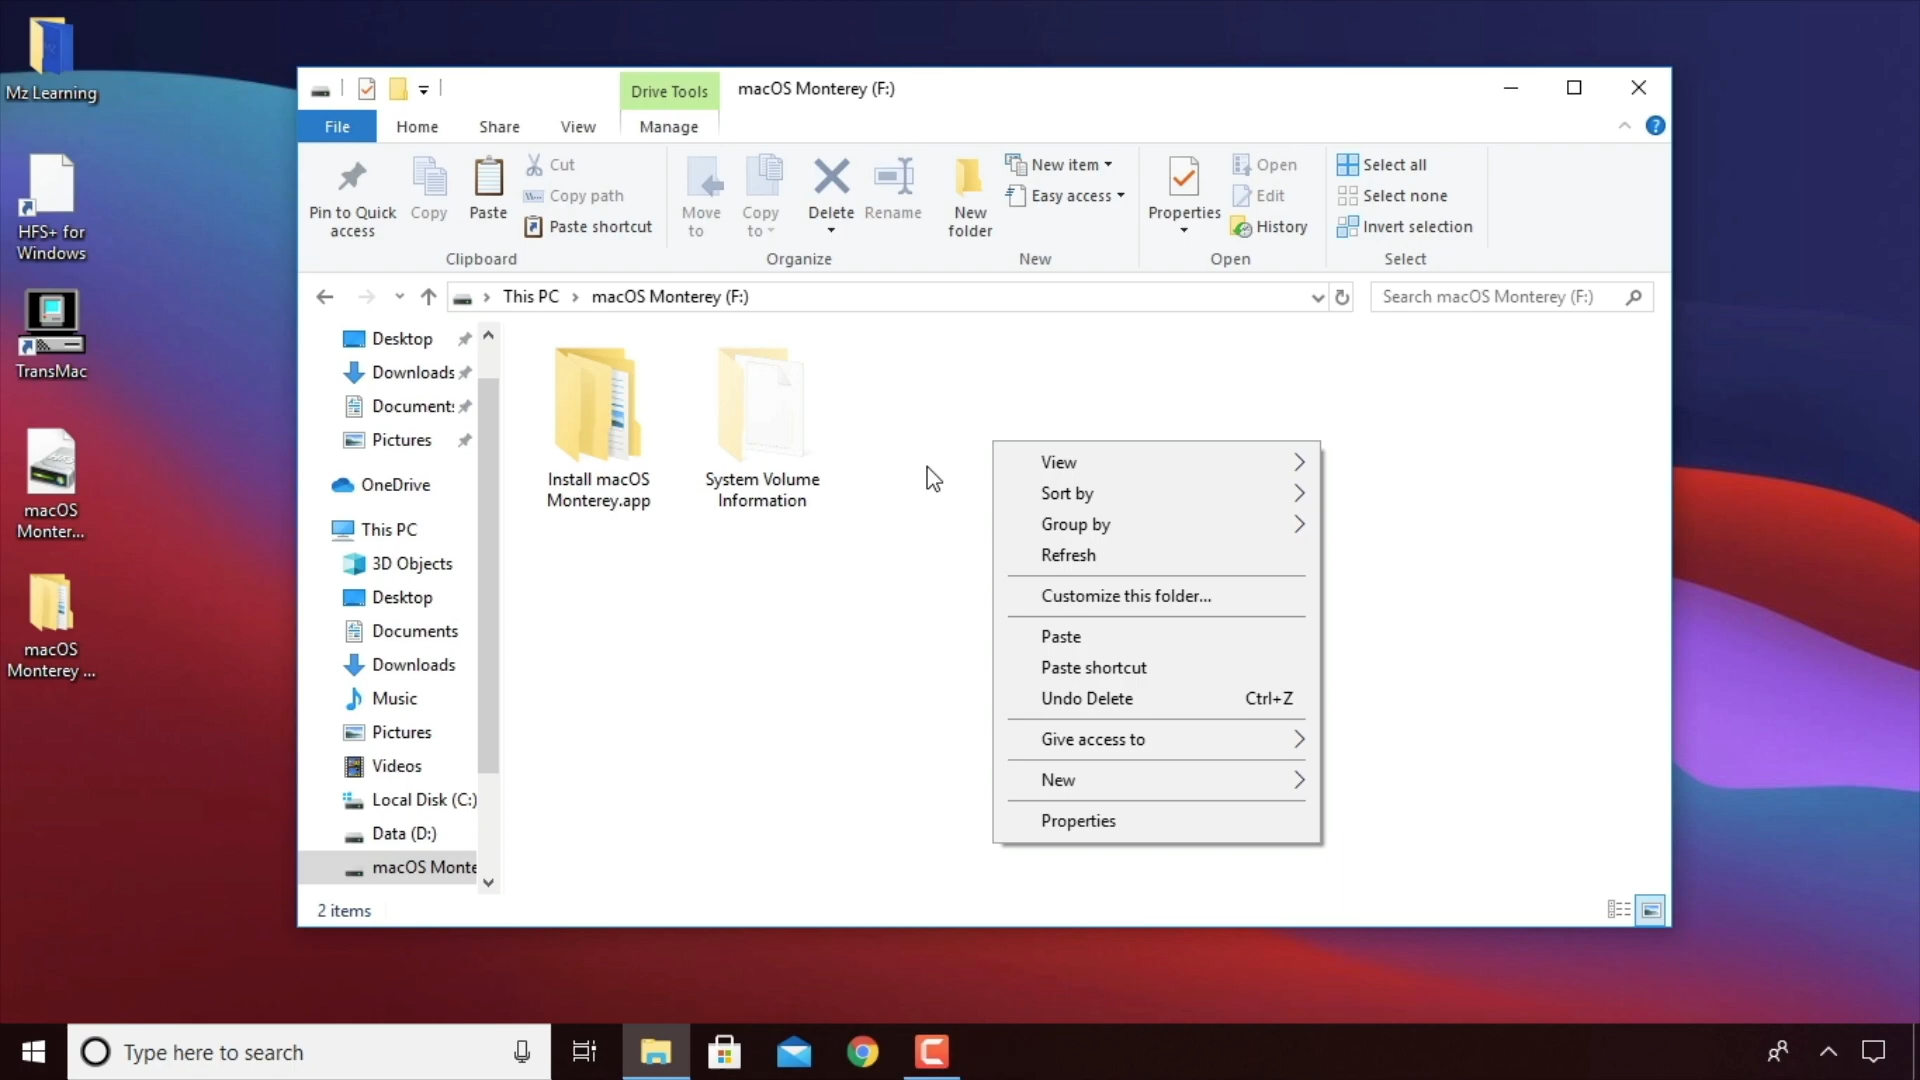 Mz Learning
HFS+ for
Windows
TransMac
macOS
Monter...
macOS
Monterey ...
Drive Tools
macOS Monterey (F:)
File
Home
Share
View
Manage
Pin to Quick
access
Copy
Paste
Cut
Copy path
Paste shortcut
Clipboard
Move
to
Copy
to
Delete
Rename
Organize
New
folder
New item
Easy access
New
Properties
Open
Edit
History
Open
Select all
Select none
Invert selection
Select
This PC
macOS Monterey (F:)
Search macOS Monterey (F:)
Desktop
Downloads
Documents
Pictures
OneDrive
This PC
3D Objects
Desktop
Documents
Downloads
Music
Pictures
Videos
Local Disk (C:)
Data (D:)
macOS Monte
Install macOS
Monterey.app
System Volume
Information
View
Sort by
Group by
Refresh
Customize this folder...
Paste
Paste shortcut
Undo Delete Ctrl+Z
Give access to
New
Properties
2 items
Type here to search